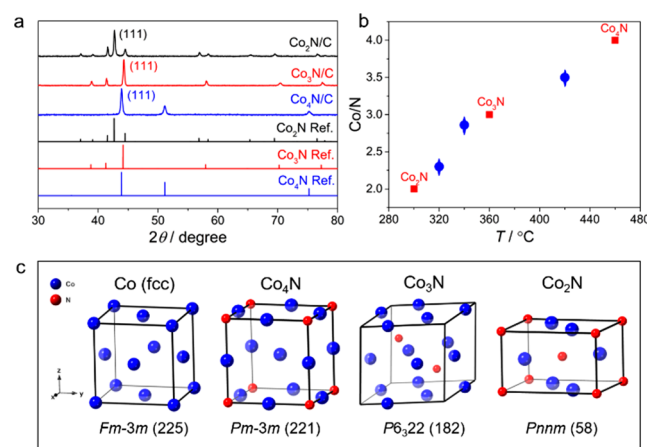 a
(111)
Co₂N/C
(111)
Co₃N/C
(111)
Co₄N/C
Co₂N Ref.
Co₃N Ref.
Co₄N Ref.
30 40 50 60 70 80
2θ / degree
b
4.0
3.5
3.0
2.5
2.0
Co/N
Co₄N
Co₃N
Co₂N
280 320 360 400 440 480
T / °C
c
Co
N
Co (fcc) Co₄N Co₃N Co₂N
z
x y
Fm-3m (225) Pm-3m (221) P6₃22 (182) Pnnm (58)